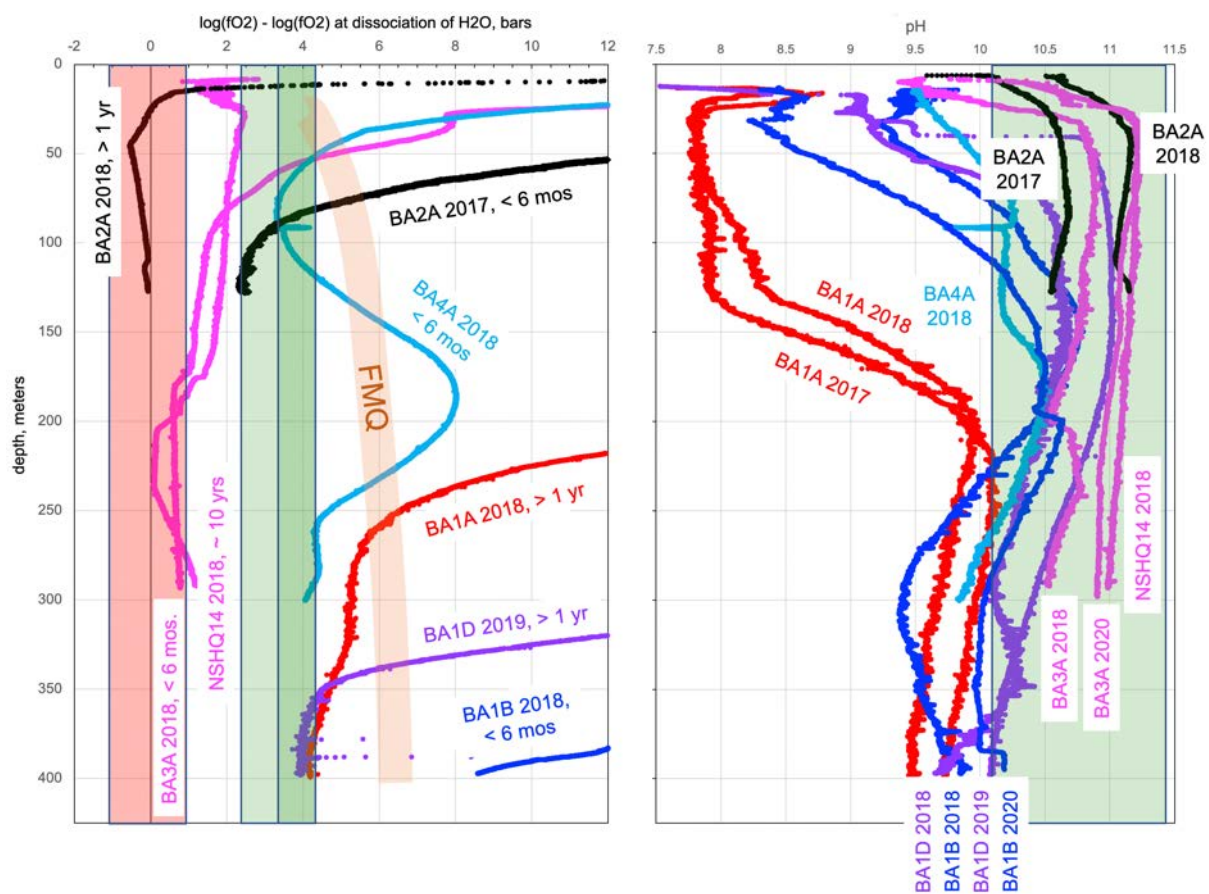 log(fO2) - log(fO2) at dissociation of H2O, bars
-2 0 2 4 6 8 10 12
depth, meters
0
50
100
150
200
250
300
350
400
BA2A 2018, > 1 yr
BA3A 2018, < 6 mos.
NSHQ14 2018, ~ 10 yrs
BA2A 2017, < 6 mos
BA4A 2018
< 6 mos
FMQ
BA1A 2018, > 1 yr
BA1D 2019, > 1 yr
BA1B 2018,
< 6 mos
pH
7.5 8 8.5 9 9.5 10 10.5 11 11.5
BA2A
2017
BA2A
2018
BA1A 2018
BA1A 2017
BA4A
2018
BA3A 2018
BA3A 2020
NSHQ14 2018
BA1D 2018
BA1B 2018
BA1D 2019
BA1B 2020